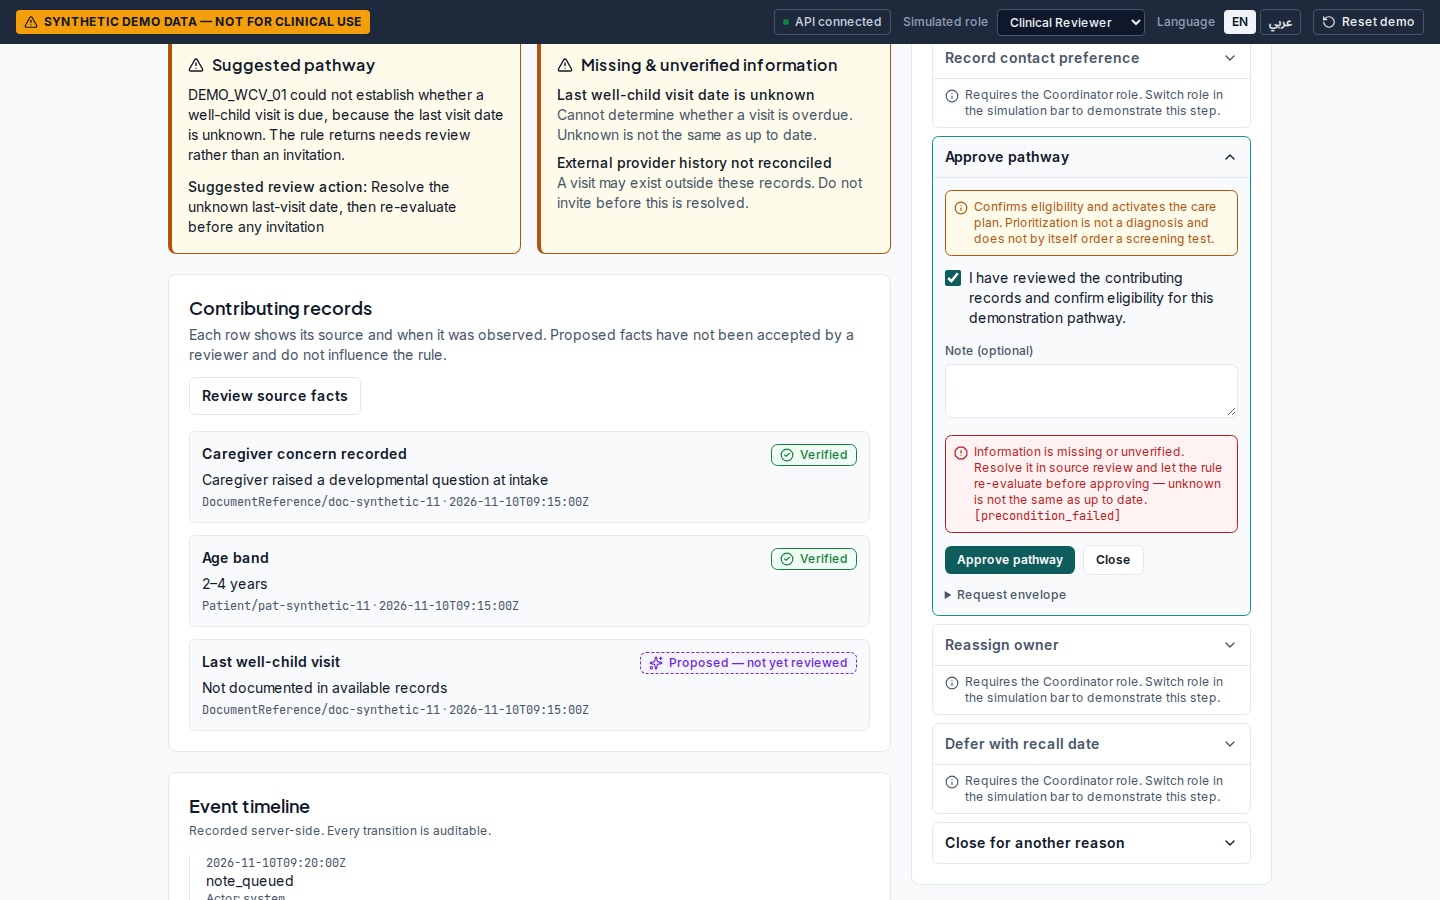 SYNTHETIC DEMO DATA — NOT FOR CLINICAL USE
API connected
Simulated role
Clinical Reviewer
Language
EN
عربي
Reset demo
Suggested pathway
DEMO_WCV_01 could not establish whether a
well-child visit is due, because the last visit date
is unknown. The rule returns needs review
rather than an invitation.
Suggested review action: Resolve the
unknown last-visit date, then re-evaluate
before any invitation
Missing & unverified information
Last well-child visit date is unknown
Cannot determine whether a visit is overdue.
Unknown is not the same as up to date.
External provider history not reconciled
A visit may exist outside these records. Do not
invite before this is resolved.
Contributing records
Each row shows its source and when it was observed. Proposed facts have not been accepted by a
reviewer and do not influence the rule.
Review source facts
Caregiver concern recorded
Verified
Caregiver raised a developmental question at intake
DocumentReference/doc-synthetic-11 · 2026-11-10T09:15:00Z
Age band
Verified
2–4 years
Patient/pat-synthetic-11 · 2026-11-10T09:15:00Z
Last well-child visit
Proposed — not yet reviewed
Not documented in available records
DocumentReference/doc-synthetic-11 · 2026-11-10T09:15:00Z
Event timeline
Recorded server-side. Every transition is auditable.
2026-11-10T09:20:00Z
note_queued
Actor: system
Record contact preference
Requires the Coordinator role. Switch role in
the simulation bar to demonstrate this step.
Approve pathway
Confirms eligibility and activates the care
plan. Prioritization is not a diagnosis and
does not by itself order a screening test.
I have reviewed the contributing
records and confirm eligibility for this
demonstration pathway.
Note (optional)
Information is missing or unverified.
Resolve it in source review and let the rule
re-evaluate before approving — unknown
is not the same as up to date.
[precondition_failed]
Approve pathway
Close
Request envelope
Reassign owner
Requires the Coordinator role. Switch role in
the simulation bar to demonstrate this step.
Defer with recall date
Requires the Coordinator role. Switch role in
the simulation bar to demonstrate this step.
Close for another reason